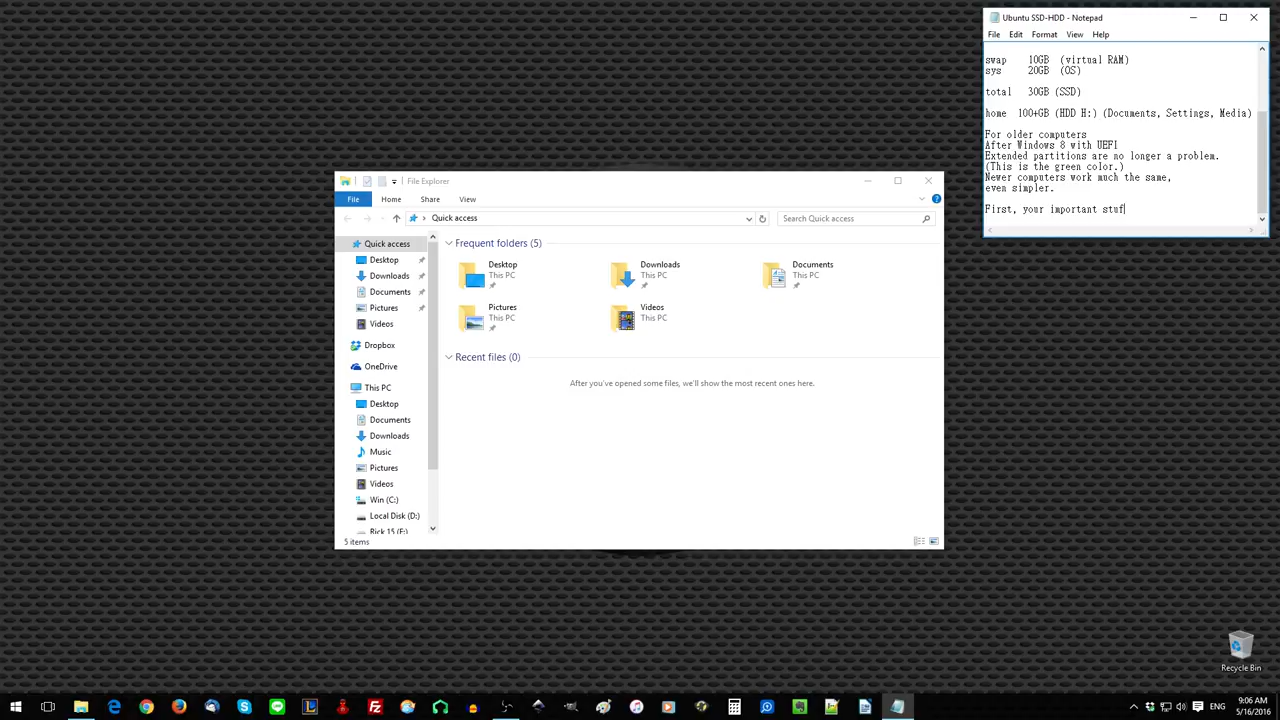 Ubuntu SSD-HDD - Notepad
File Edit Format View Help
swap 10GB (virtual RAM)
sys 20GB (OS)
total 30GB (SSD)
home 100+GB (HDD H:) (Documents, Settings, Media)
For older computers
After Windows 8 with UEFI
Extended partitions are no longer a problem.
(This is the green color.)
Newer computers work much the same,
even simpler.
First, your important stuf
File Explorer
File Home Share View
Quick access
Search Quick access
Quick access
Desktop
Downloads
Documents
Pictures
Videos
Dropbox
OneDrive
This PC
Desktop
Documents
Downloads
Music
Pictures
Videos
Win (C:)
Local Disk (D:)
Rick 15 (F:)
Frequent folders (5)
Desktop
This PC
Downloads
This PC
Documents
This PC
Pictures
This PC
Videos
This PC
Recent files (0)
After you've opened some files, we'll show the most recent ones here.
5 items
Recycle Bin
ENG
9:06 AM
5/16/2016